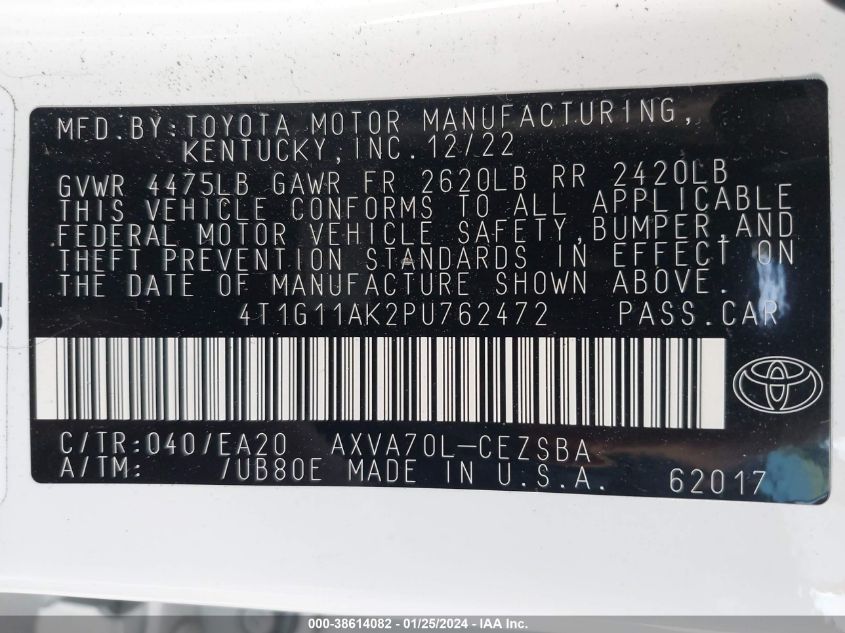 MFD.BY:TOYOTA MOTOR MANUFACTURING,
KENTUCKY,INC.12/22
GVWR 4475LB GAWR FR 2620LB RR 2420LB
THIS VEHICLE CONFORMS TO ALL APPLICABLE
FEDERAL MOTOR VEHICLE SAFETY,BUMPER,AND
THEFT PREVENTION STANDARDS IN EFFECT ON
THE DATE OF MANUFACTURE SHOWN ABOVE.
4T1G11AK2PU762472 PASS.CAR
C/TR:040/EA20 AXVA70L-CEZSBA
A/TM: /UB80E MADE IN U.S.A. 62017
000-38614082 - 01/25/2024 - IAA Inc.